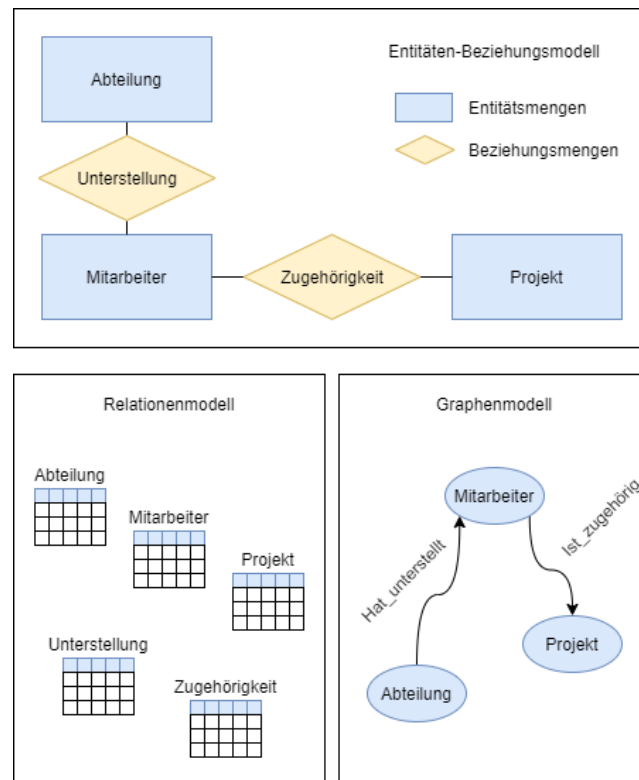 Abteilung
Entitäten-Beziehungsmodell
Entitätsmengen
Beziehungsmengen
Unterstellung
Mitarbeiter
Zugehörigkeit
Projekt
Relationenmodell
Abteilung
Mitarbeiter
Projekt
Unterstellung
Zugehörigkeit
Graphenmodell
Mitarbeiter
Hat_unterstellt
Ist_zugehörig
Projekt
Abteilung